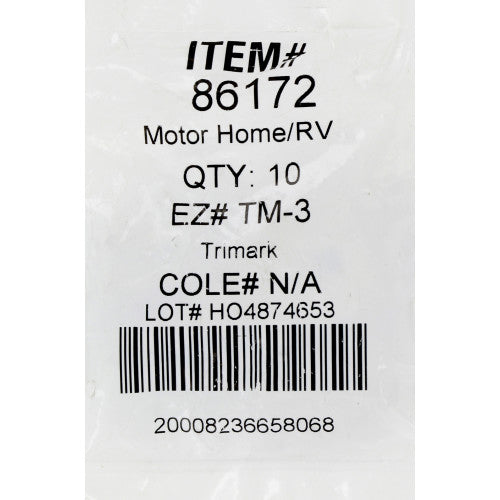 ITEM#
86172
Motor Home/RV
QTY: 10
EZ# TM-3
Trimark
COLE# N/A
LOT# HO4874653
20008236658068